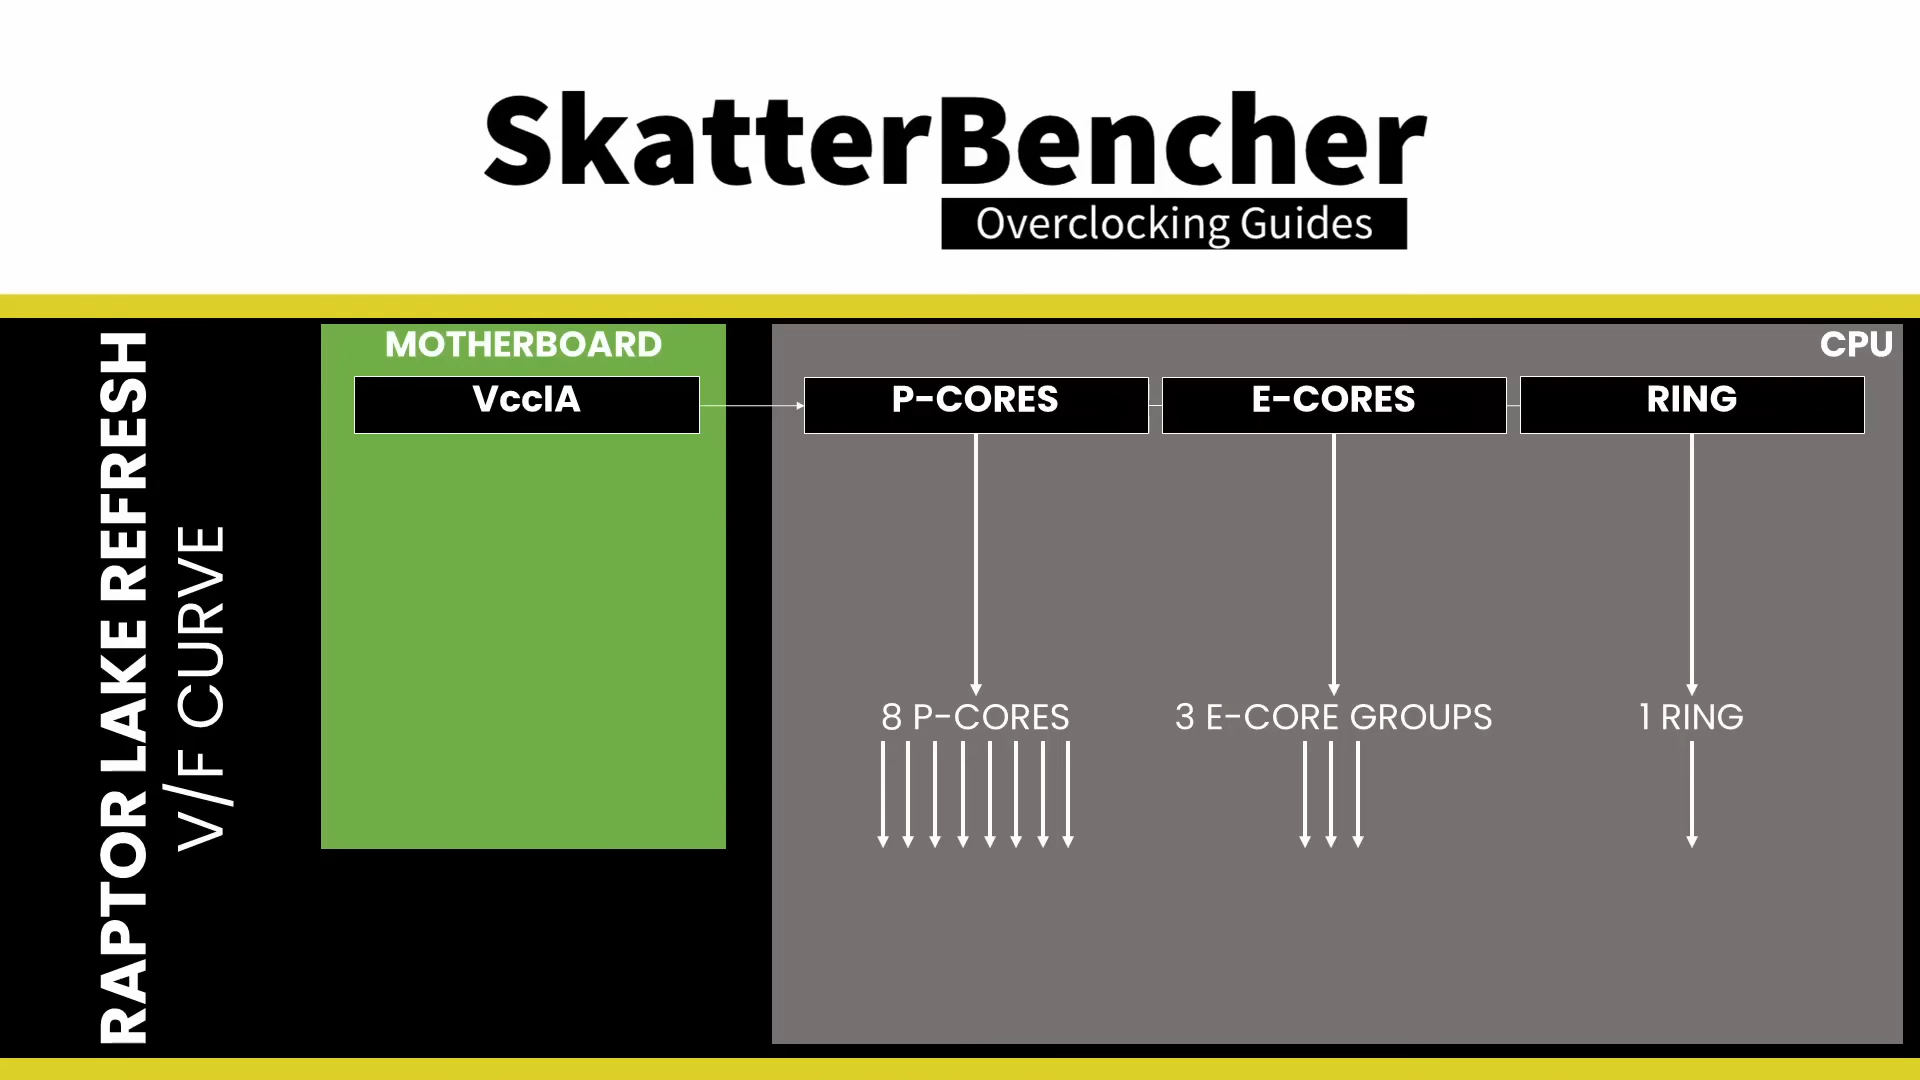 SkatterBencher
Overclocking Guides
RAPTOR LAKE REFRESH
V/F CURVE
MOTHERBOARD
VccIA
CPU
P-CORES
E-CORES
RING
8 P-CORES
3 E-CORE GROUPS
1 RING